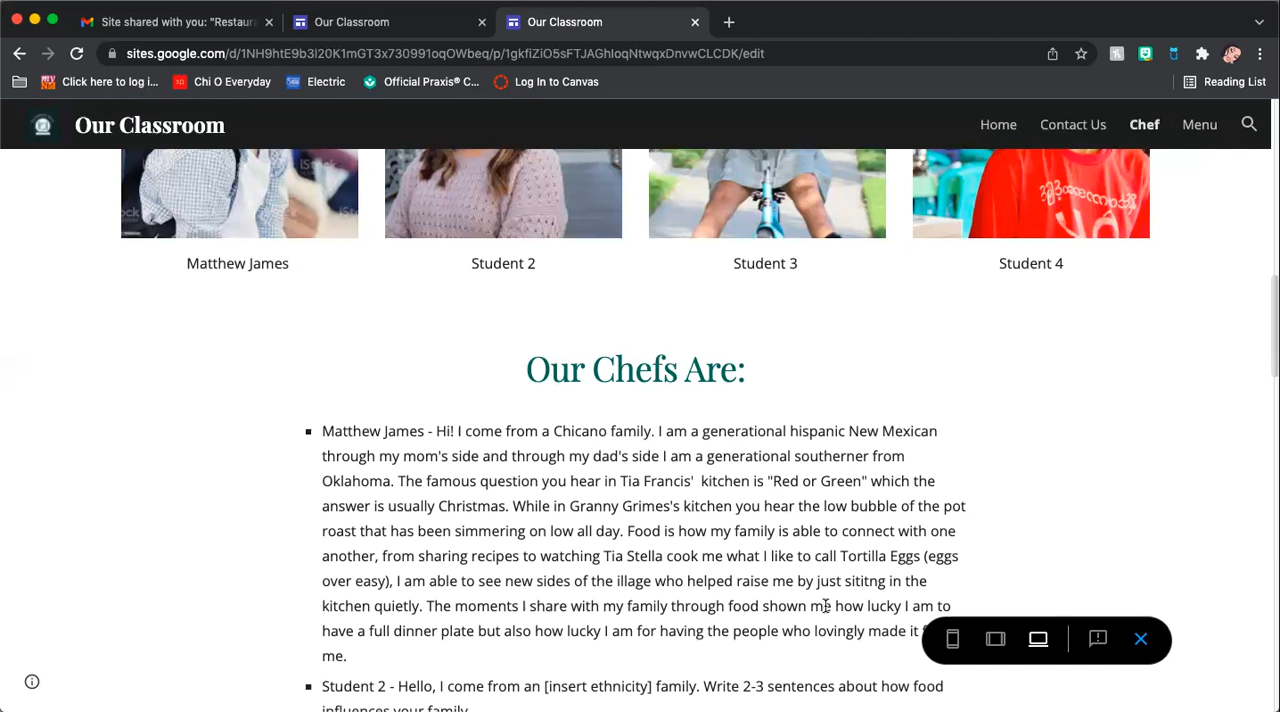 Site shared with you: "Restaur
Our Classroom
Our Classroom
sites.google.com/d/1NH9htE9b3l20K1mGT3x730991oqOWbeq/p/1gkfiZiO5sFTJAGhIoqNtwqxDnvwCLCDK/edit
Click here to log i...
Chi O Everyday
Electric
Official Praxis® C...
Log In to Canvas
Reading List
Our Classroom
Home
Contact Us
Chef
Menu
Matthew James
Student 2
Student 3
Student 4
Our Chefs Are:
Matthew James - Hi! I come from a Chicano family. I am a generational hispanic New Mexican
through my mom's side and through my dad's side I am a generational southerner from
Oklahoma. The famous question you hear in Tia Francis' kitchen is "Red or Green" which the
answer is usually Christmas. While in Granny Grimes's kitchen you hear the low bubble of the pot
roast that has been simmering on low all day. Food is how my family is able to connect with one
another, from sharing recipes to watching Tia Stella cook me what I like to call Tortilla Eggs (eggs
over easy), I am able to see new sides of the illage who helped raise me by just sititng in the
kitchen quietly. The moments I share with my family through food shown me how lucky I am to
have a full dinner plate but also how lucky I am for having the people who lovingly made it
me.
Student 2 - Hello, I come from an [insert ethnicity] family. Write 2-3 sentences about how food
influences your family.